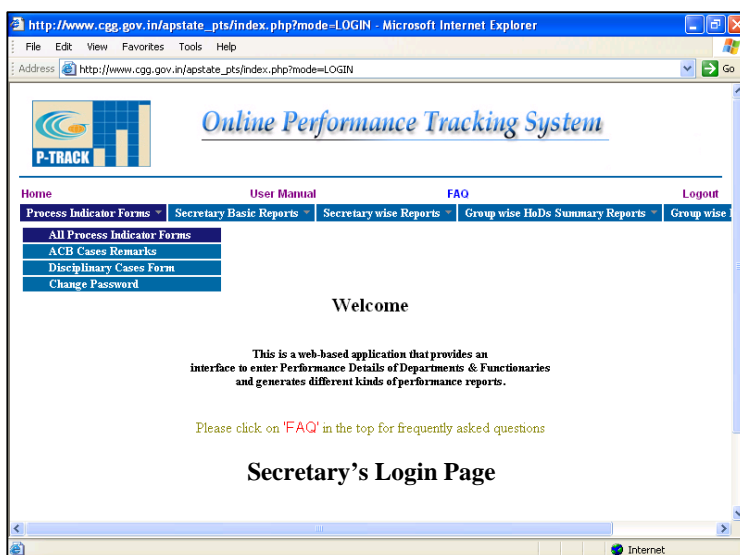 http://www.cgg.gov.in/apstate_pts/index.php?mode=LOGIN - Microsoft Internet Explorer
File Edit View Favorites Tools Help
Address http://www.cgg.gov.in/apstate_pts/index.php?mode=LOGIN Go
P-TRACK
Online Performance Tracking System
Home User Manual FAQ Logout
Process Indicator Forms Secretary Basic Reports Secretary wise Reports Group wise HoDs Summary Reports Group wise
All Process Indicator Forms
ACB Cases Remarks
Disciplinary Cases Form
Change Password
Welcome
This is a web-based application that provides an
interface to enter Performance Details of Departments & Functionaries
and generates different kinds of performance reports.
Please click on 'FAQ' in the top for frequently asked questions
Secretary's Login Page
Internet